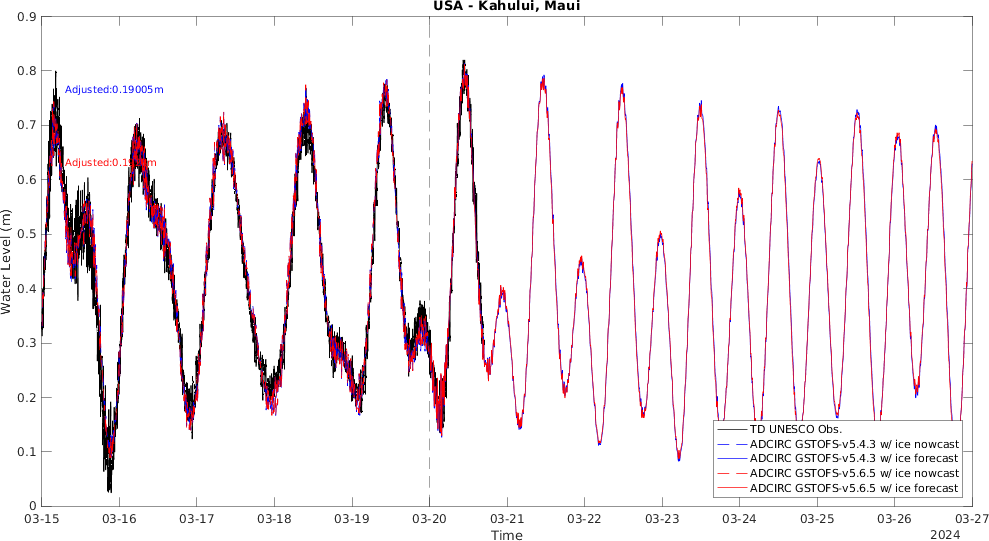 USA - Kahului, Maui
0.9
0.8
0.7
0.6
0.5
0.4
0.3
0.2
0.1
0
Water Level (m)
Adjusted:0.19005m
Adjusted:0.1
TD UNESCO Obs.
ADCIRC GSTOFS-v5.4.3 w/ ice nowcast
ADCIRC GSTOFS-v5.4.3 w/ ice forecast
ADCIRC GSTOFS-v5.6.5 w/ ice nowcast
ADCIRC GSTOFS-v5.6.5 w/ ice forecast
03-15 03-16 03-17 03-18 03-19 03-20 03-21 03-22 03-23 03-24 03-25 03-26 03-27
Time
2024